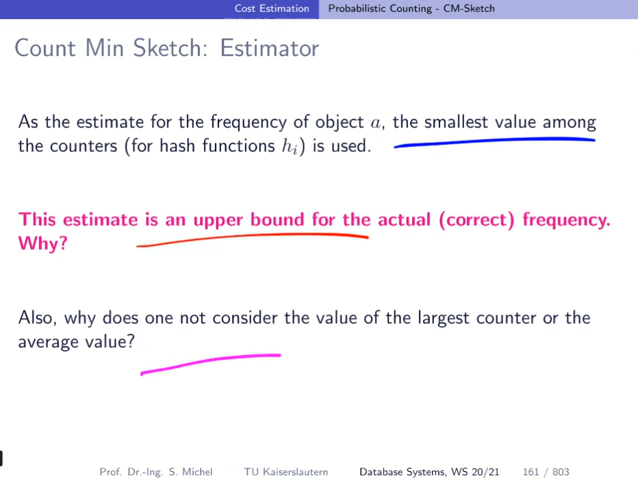 Cost Estimation Probabilistic Counting - CM-Sketch
Count Min Sketch: Estimator
As the estimate for the frequency of object a, the smallest value among
the counters (for hash functions hᵢ) is used.
This estimate is an upper bound for the actual (correct) frequency.
Why?
Also, why does one not consider the value of the largest counter or the
average value?
Prof. Dr.-Ing. S. Michel TU Kaiserslautern Database Systems, WS 20/21 161 / 803